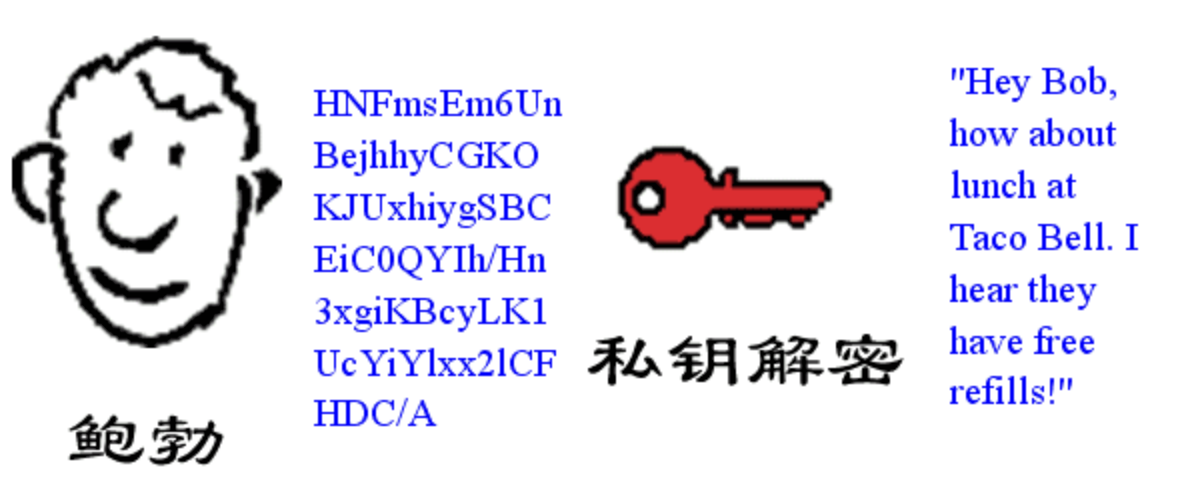 鲍勃
HNFmsEm6Un
BejhhyCGKO
KJUxhiygSBC
EiC0QYIh/Hn
3xgiKBcyLK1
UcYiYlxx2lCF
HDC/A
私钥解密
"Hey Bob,
how about
lunch at
Taco Bell. I
hear they
have free
refills!"